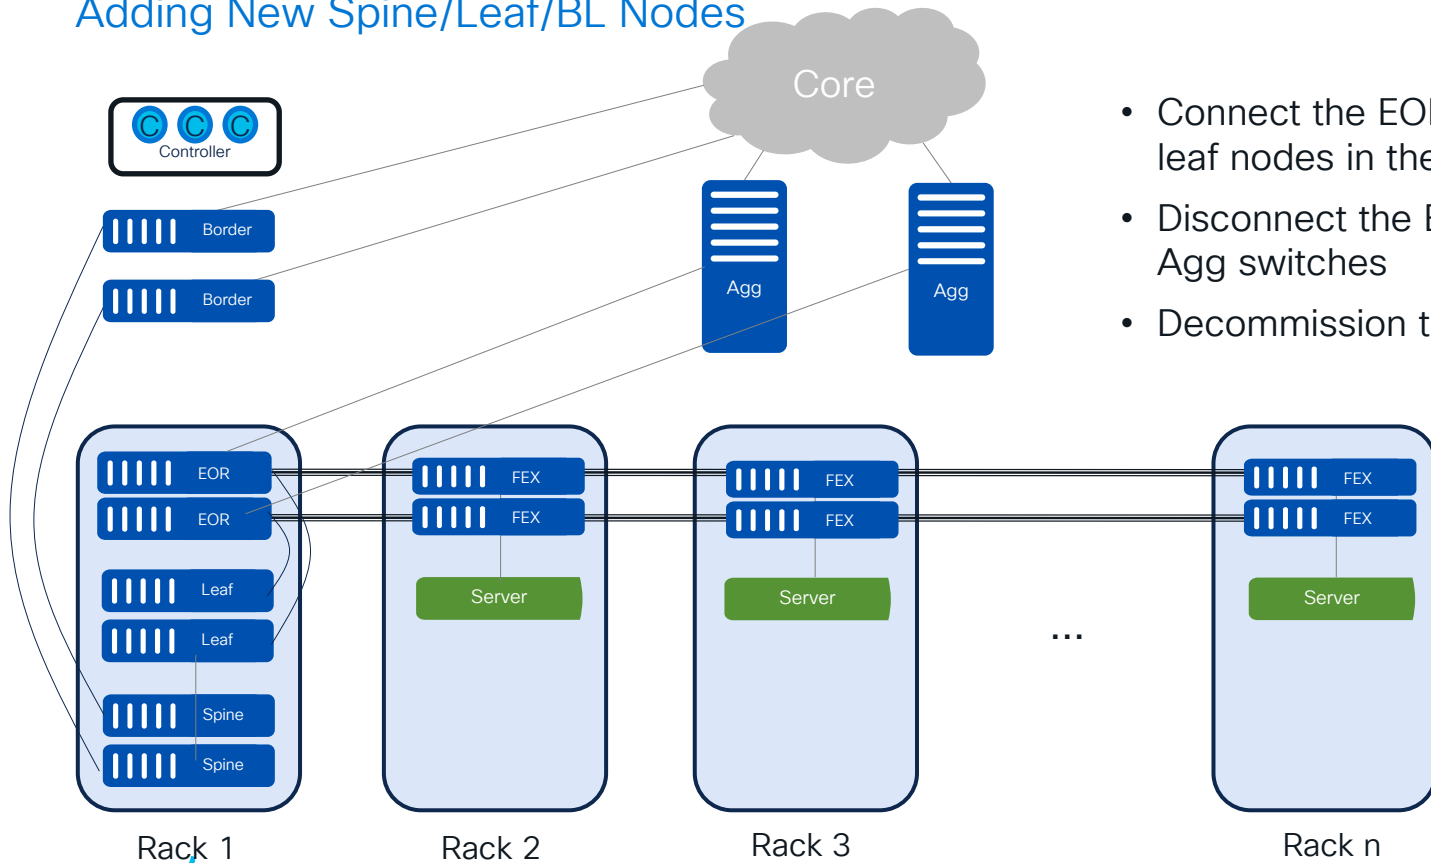 Adding New Spine/Leaf/BL Nodes
Core
C C C
Controller
Border
Border
Agg
Agg
• Connect the
leaf nodes in the
• Disconnect the
Agg switches
• Decommission
EOR
EOR
Leaf
Leaf
Spine
Spine
FEX
FEX
Server
FEX
FEX
Server
...
FEX
FEX
Server
Rack 1
Rack 2
Rack 3
Rack n